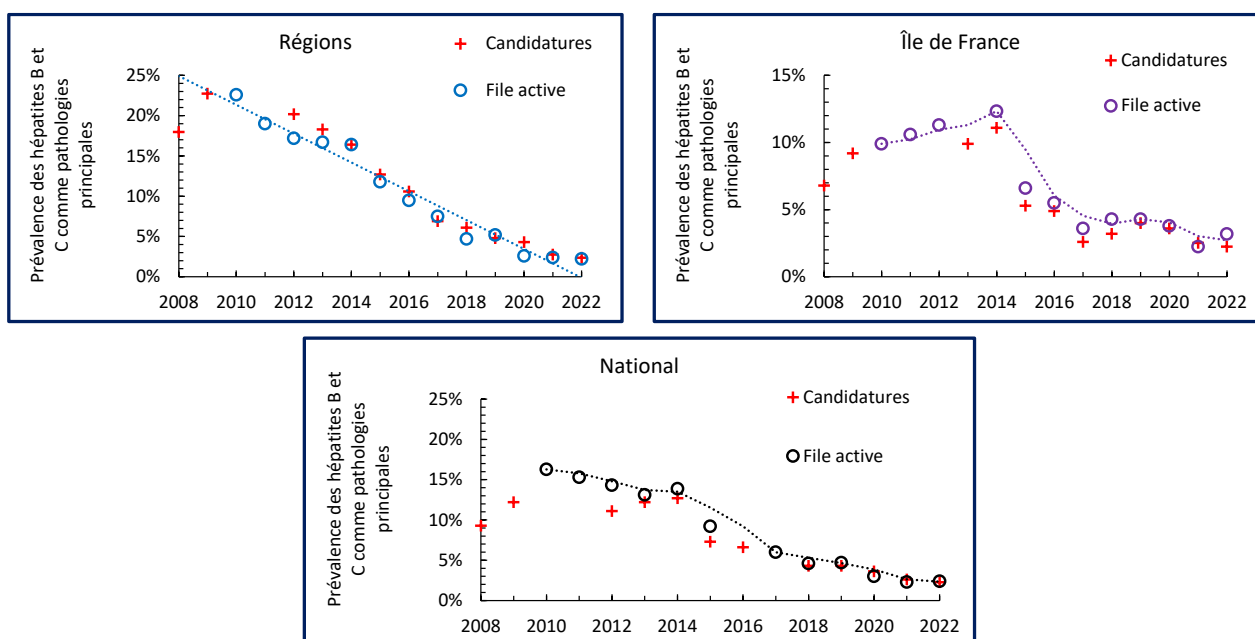 Régions
Candidatures
File active
Prévalence des hépatites B et
C comme pathologies
principales
25%
20%
15%
10%
5%
0%
2008 2010 2012 2014 2016 2018 2020 2022
Île de France
Candidatures
File active
Prévalence des hépatites B et
C comme pathologies
principales
15%
10%
5%
0%
2008 2010 2012 2014 2016 2018 2020 2022
National
Candidatures
File active
Prévalence des hépatites B et
C comme pathologies
principales
25%
20%
15%
10%
5%
0%
2008 2010 2012 2014 2016 2018 2020 2022